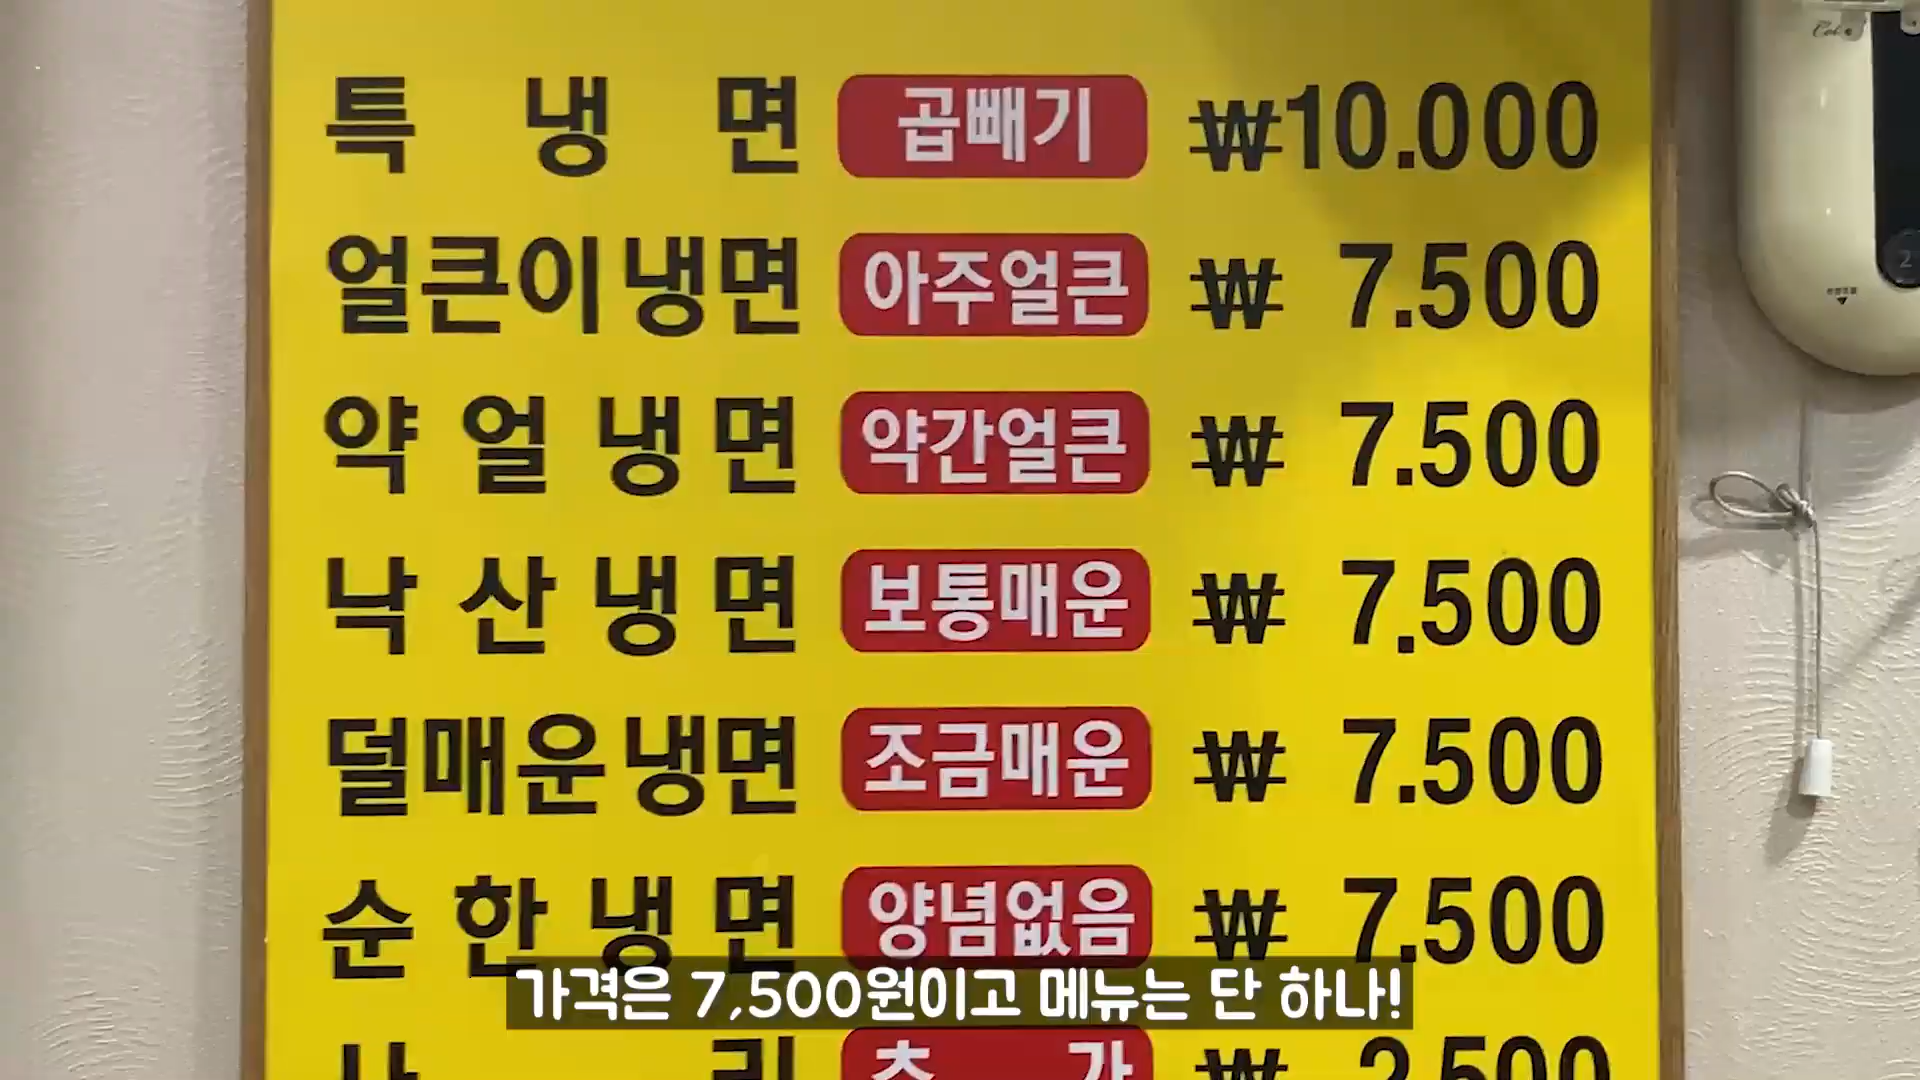 특 냉 면 곱빼기 ₩10.000
얼큰이냉면 아주얼큰 ₩ 7.500
약얼냉면 약간얼큰 ₩ 7.500
낙산냉면 보통매운 ₩ 7.500
덜매운냉면 조금매운 ₩ 7.500
순한냉면 양념없음 ₩ 7.500
가격은 7,500원이고 메뉴는 단 하나!
사 리 추 가 ₩ 2.500
2